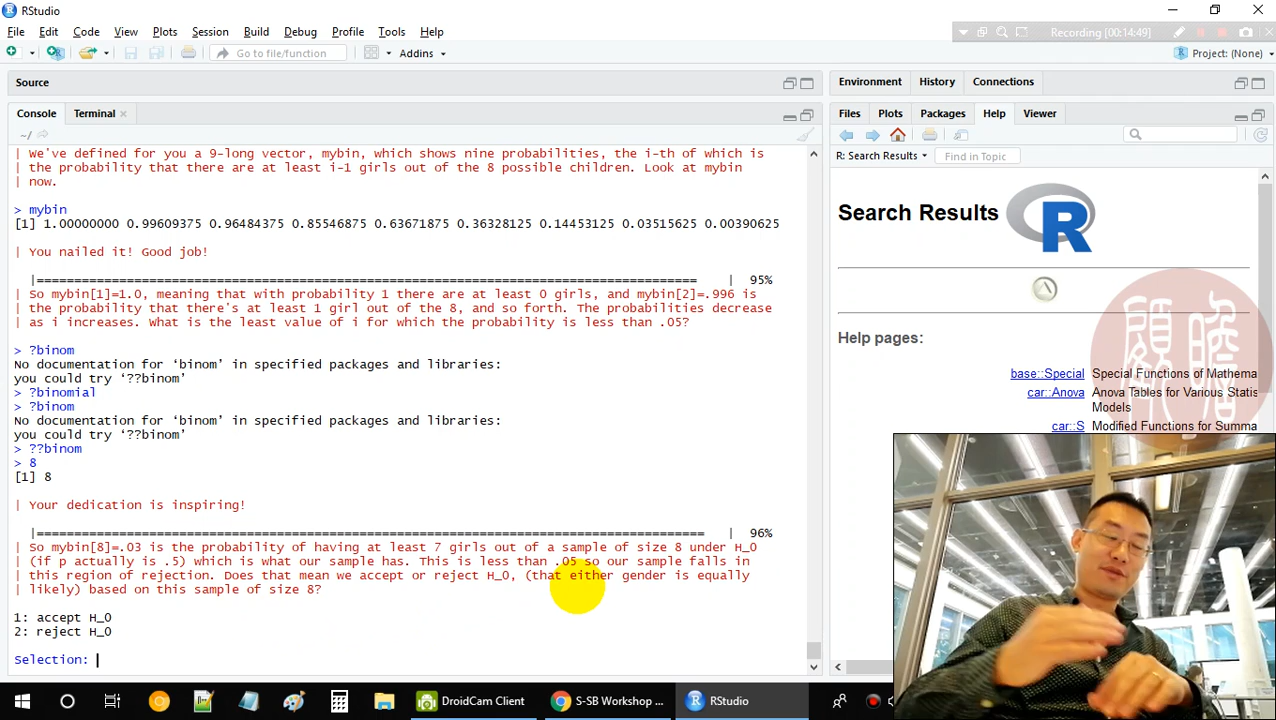 RStudio
File Edit Code View Plots Session Build Debug Profile Tools Help
Recording [00:14:49]
Go to file/function
Addins
Project: (None)
Source
Environment History Connections
Console Terminal
Files Plots Packages Help Viewer
~/
R: Search Results
Find in Topic
| We've defined for you a 9-long vector, mybin, which shows nine probabilities, the i-th of which is
| the probability that there are at least i-1 girls out of the 8 possible children. Look at mybin
| now.
> mybin
[1] 1.00000000 0.99609375 0.96484375 0.85546875 0.63671875 0.36328125 0.14453125 0.03515625 0.00390625
| You nailed it! Good job!
|======================================================================================= | 95%
| So mybin[1]=1.0, meaning that with probability 1 there are at least 0 girls, and mybin[2]=.996 is
| the probability that there's at least 1 girl out of the 8, and so forth. The probabilities decrease
| as i increases. What is the least value of i for which the probability is less than .05?
> ?binom
No documentation for ‘binom’ in specified packages and libraries:
you could try ‘??binom’
> ?binomial
> ?binom
No documentation for ‘binom’ in specified packages and libraries:
you could try ‘??binom’
> ??binom
> 8
[1] 8
| Your dedication is inspiring!
|======================================================================================== | 96%
| So mybin[8]=.03 is the probability of having at least 7 girls out of a sample of size 8 under H_0
| (if p actually is .5) which is what our sample has. This is less than .05 so our sample falls in
| this region of rejection. Does that mean we accept or reject H_0, (that either gender is equally
| likely) based on this sample of size 8?
1: accept H_0
2: reject H_0
Selection:
Search Results
R
Help pages:
base::Special Special Functions of Mathema
car::Anova Anova Tables for Various Statis
Models
car::S Modified Functions for Summa
DroidCam Client
S-SB Workshop ...
RStudio